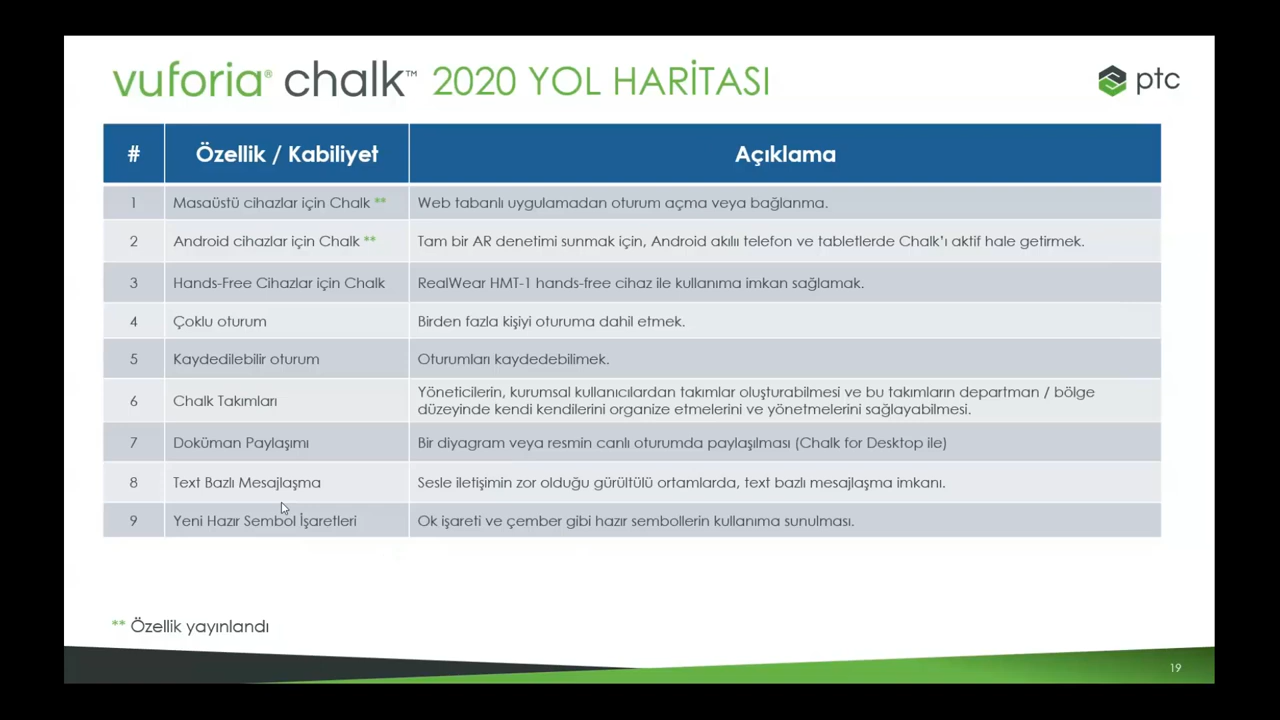 vuforia® chalk™ 2020 YOL HARİTASI
ptc
# Özellik / Kabiliyet Açıklama
1 Masaüstü cihazlar için Chalk ** Web tabanlı uygulamadan oturum açma veya bağlanma.
2 Android cihazlar için Chalk ** Tam bir AR denetimi sunmak için, Android akıllı telefon ve tabletlerde Chalk'ı aktif hale getirmek.
3 Hands-Free Cihazlar için Chalk RealWear HMT-1 hands-free cihaz ile kullanıma imkan sağlamak.
4 Çoklu oturum Birden fazla kişiyi oturuma dahil etmek.
5 Kaydedilebilir oturum Oturumları kaydedebilimek.
6 Chalk Takımları Yöneticilerin, kurumsal kullanıcılardan takımlar oluşturabilmesi ve bu takımların departman / bölge
düzeyinde kendi kendilerini organize etmelerini ve yönetmelerini sağlayabilmesi.
7 Doküman Paylaşımı Bir diyagram veya resmin canlı oturumda paylaşılması (Chalk for Desktop ile)
8 Text Bazlı Mesajlaşma Sesle iletişimin zor olduğu gürültülü ortamlarda, text bazlı mesajlaşma imkanı.
9 Yeni Hazır Sembol İşaretleri Ok işareti ve çember gibi hazır sembollerin kullanıma sunulması.
** Özellik yayınlandı
19